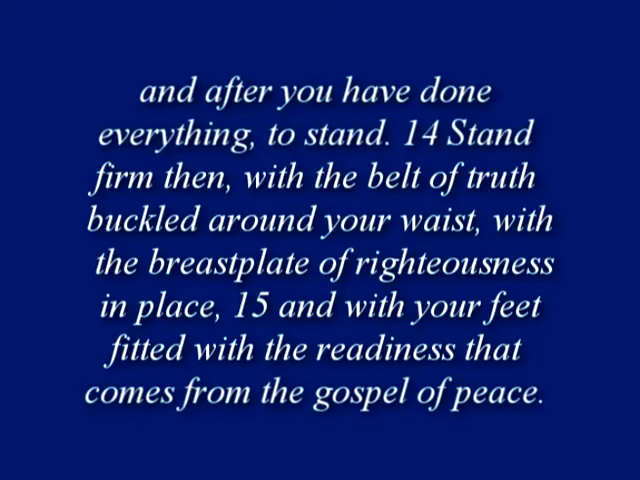 and after you have done
everything, to stand. 14 Stand
firm then, with the belt of truth
buckled around your waist, with
the breastplate of righteousness
in place, 15 and with your feet
fitted with the readiness that
comes from the gospel of peace.